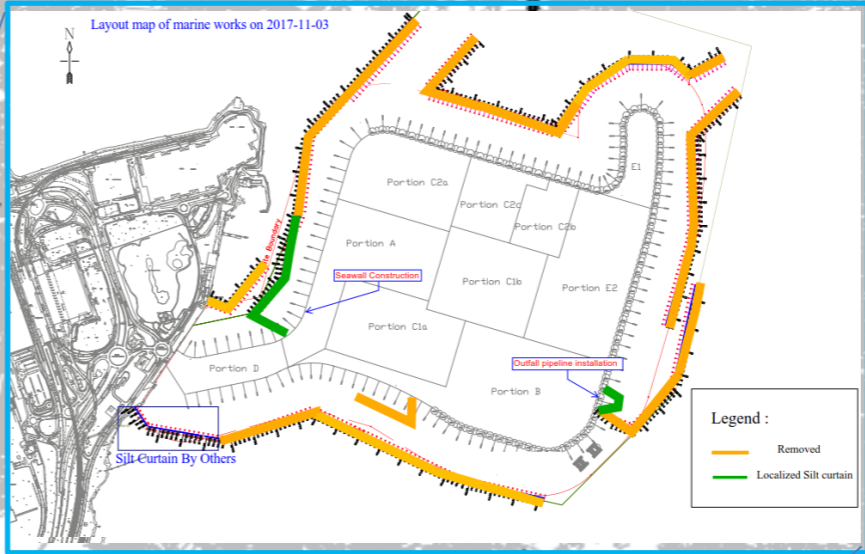 Layout map of marine works on 2017-11-03
N
E1
Portion C2a
Portion C2c
Portion C2b
Portion A
Boundary
Seawall Construction
Portion C1b
Portion E2
Portion C1a
Outfall pipeline installation
Portion D
Portion B
Silt Curtain By Others
Legend :
Removed
Localized Silt curtain